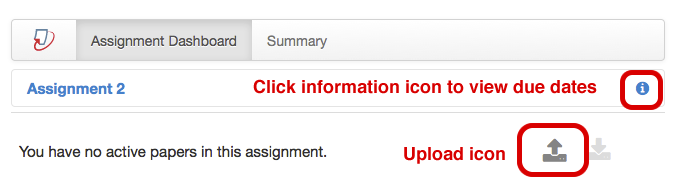 Assignment Dashboard Summary
Assignment 2 Click information icon to view due dates
You have no active papers in this assignment. Upload icon